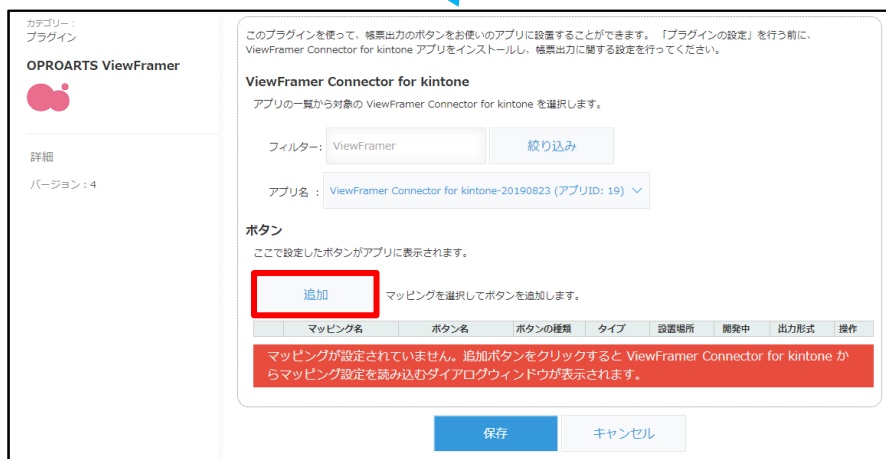 カテゴリー：
プラグイン
OPROARTS ViewFramer
詳細
バージョン：4
このプラグインを使って、帳票出力のボタンをお使いのアプリに設置することができます。「プラグインの設定」を行う前に、
ViewFramer Connector for kintone アプリをインストールし、帳票出力に関する設定を行ってください。
ViewFramer Connector for kintone
アプリの一覧から対象の ViewFramer Connector for kintone を選択します。
フィルター： ViewFramer 絞り込み
アプリ名 ： ViewFramer Connector for kintone-20190823 (アプリID: 19)
ボタン
ここで設定したボタンがアプリに表示されます。
追加 マッピングを選択してボタンを追加します。
マッピング名 ボタン名 ボタンの種類 タイプ 設置場所 開発中 出力形式 操作
マッピングが設定されていません。追加ボタンをクリックすると ViewFramer Connector for kintone か
らマッピング設定を読み込むダイアログウィンドウが表示されます。
保存 キャンセル